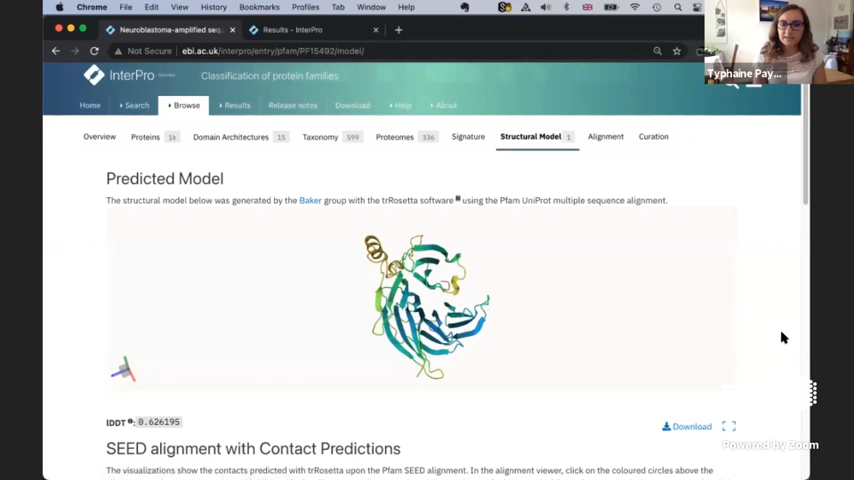 Chrome File Edit View History Bookmarks Profiles Tab Window Help
Neuroblastoma-amplified seq
Results - InterPro
Not Secure ebi.ac.uk/interpro/entry/pfam/PF15492/model/
InterPro
Classification of protein families
Home Search Browse Results Release notes Download Help About
Overview Proteins 1k Domain Architectures 15 Taxonomy 599 Proteomes 336 Signature Structural Model 1 Alignment Curation
Predicted Model
The structural model below was generated by the Baker group with the trRosetta software using the Pfam UniProt multiple sequence alignment.
lDDT : 0.626195
Download
SEED alignment with Contact Predictions
The visualizations show the contacts predicted with trRosetta upon the Pfam SEED alignment. In the alignment viewer, click on the coloured circles above the
Typhaine Pay...
Powered by Zoom